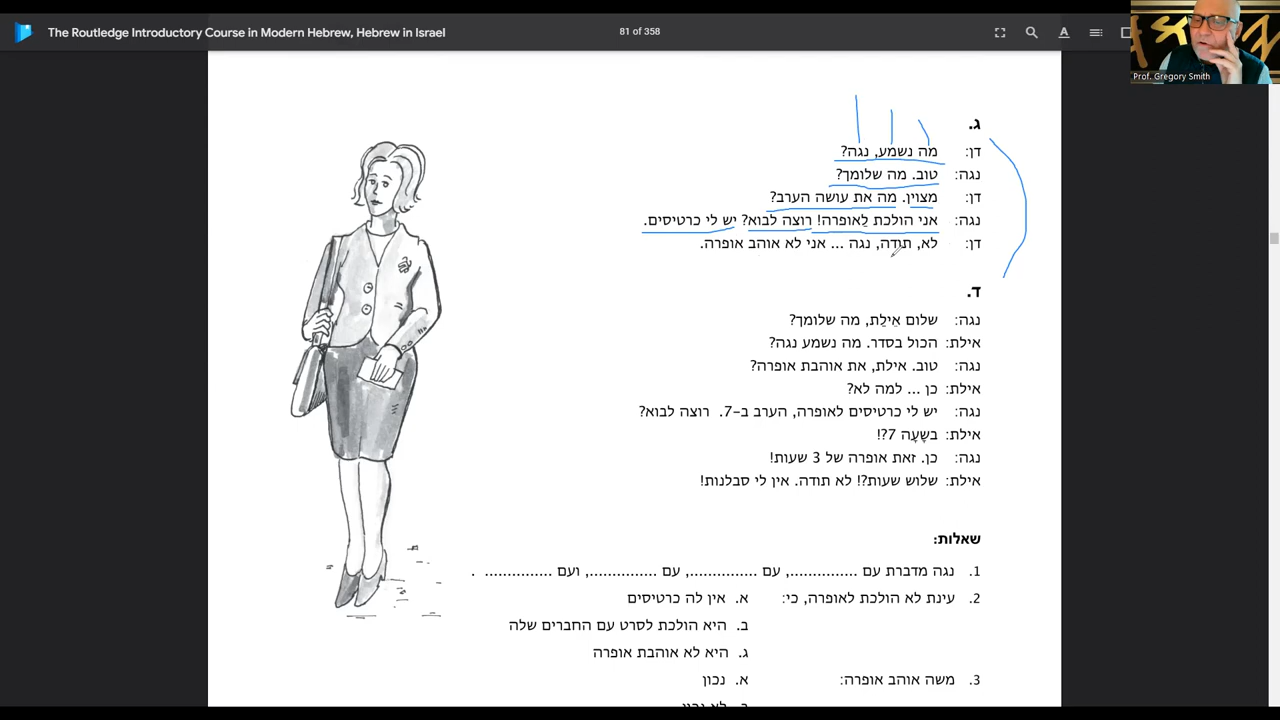 The Routledge Introductory Course in Modern Hebrew, Hebrew in Israel
81 of 358
Prof. Gregory Smith
ג.
דן: מה נשמע, נגה?
נגה: טוב. מה שלומך?
דן: מצוין. מה את עושה הערב?
נגה: אני הולכת לַאופרה! רוצה לבוא? יש לי כרטיסים.
דן: לא, תודה, נגה ... אני לא אוהב אופרה.
ד.
נגה: שלום אַיֵלֵת, מה שלומך?
אילת: הכול בסדר. מה נשמע נגה?
נגה: טוב. אילת, את אוהבת אופרה?
אילת: כן ... למה לא?
נגה: יש לי כרטיסים לאופרה, הערב ב-7. רוצה לבוא?
אילת: בשָעָה 7?!
נגה: כן. זאת אופרה של 3 שעות!
אילת: שלוש שעות?! לא תודה. אין לי סבלנות!
שאלות:
1. נגה מדברת עם ..............., עם ..............., עם ..............., ועם ............... .
2. עינת לא הולכת לאופרה, כי: א. אין לה כרטיסים
ב. היא הולכת לסרט עם החברים שלה
ג. היא לא אוהבת אופרה
3. משה אוהב אופרה: א. נכון